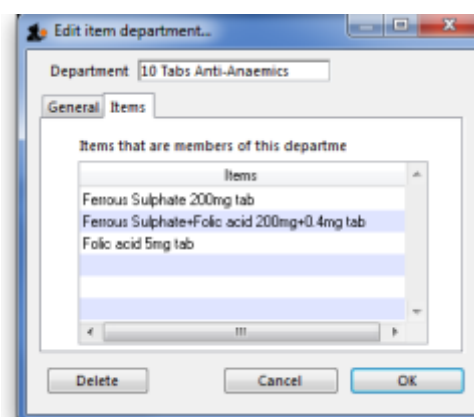 Edit item department...
Department 10 Tabs Anti-Anaemics
General Items
Items that are members of this departme
Items
Ferrous Sulphate 200mg tab
Ferrous Sulphate+Folic acid 200mg+0.4mg tab
Folic acid 5mg tab
Delete Cancel OK